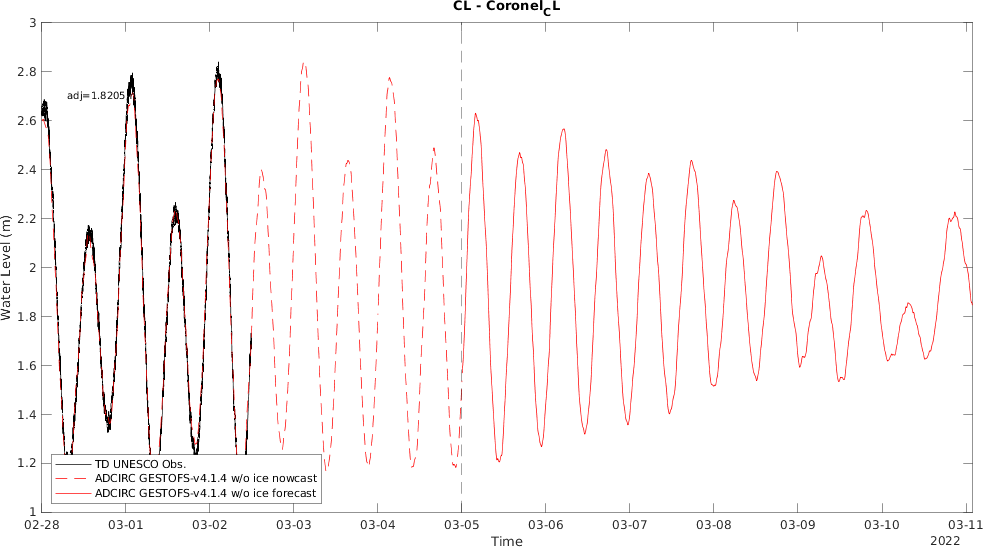 CL - Coronel_CL
3
2.8
2.6
2.4
2.2
2
1.8
1.6
1.4
1.2
1
Water Level (m)
adj=1.8205
TD UNESCO Obs.
ADCIRC GESTOFS-v4.1.4 w/o ice nowcast
ADCIRC GESTOFS-v4.1.4 w/o ice forecast
02-28 03-01 03-02 03-03 03-04 03-05 03-06 03-07 03-08 03-09 03-10 03-11
Time
2022